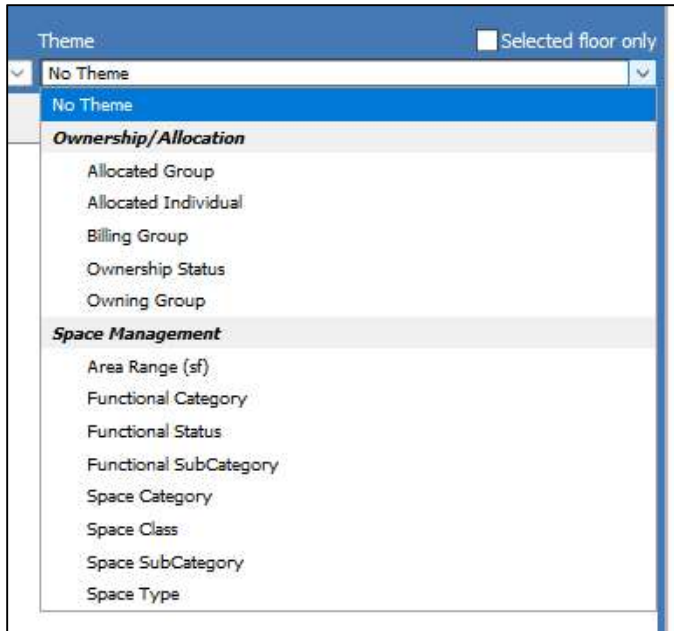 Theme
Selected floor only
No Theme
No Theme
Ownership/Allocation
Allocated Group
Allocated Individual
Billing Group
Ownership Status
Owning Group
Space Management
Area Range (sf)
Functional Category
Functional Status
Functional SubCategory
Space Category
Space Class
Space SubCategory
Space Type